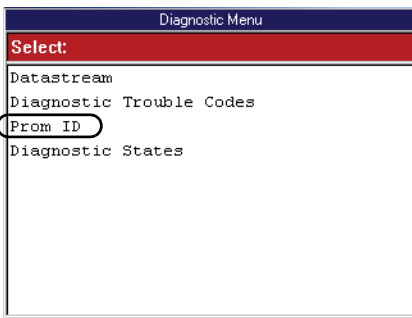 Diagnostic Menu
Select:
Datastream
Diagnostic Trouble Codes
Prom ID
Diagnostic States